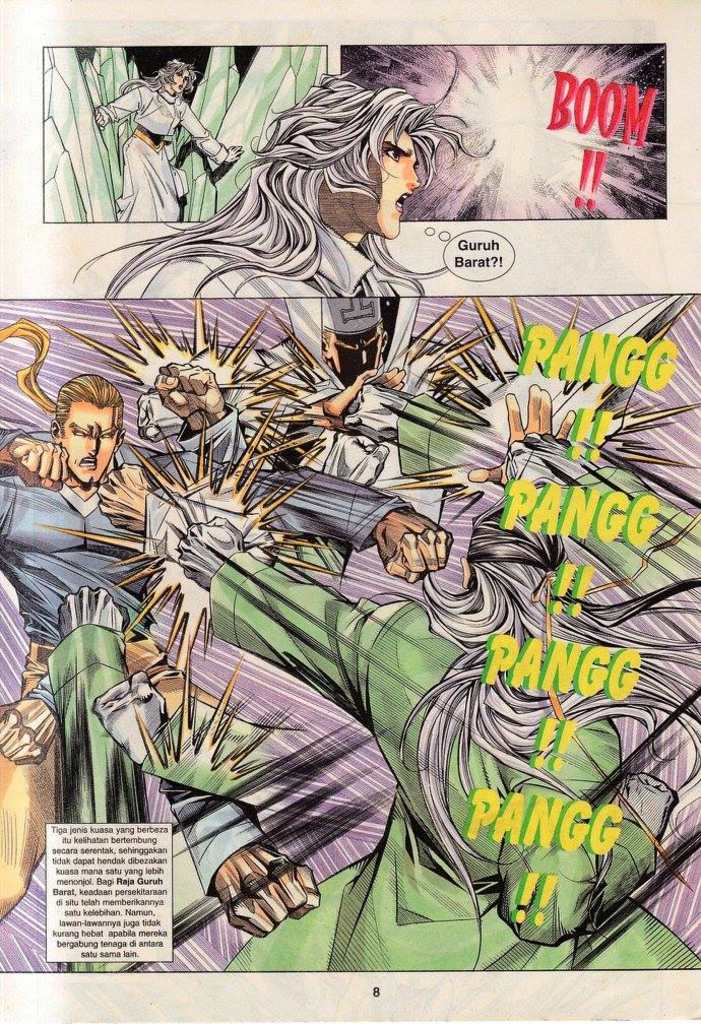 BOOM
!!
Guruh
Barat?!
PANGG
!!
PANGG
!!
PANGG
!!
PANGG
!!
Tiga jenis kuasa yang berbeza
itu kelihatan bertembung
secara serentak, sehinggakan
tidak dapat hendak dibezakan
kuasa mana satu yang lebih
menonjol. Bagi Raja Guruh
Barat, keadaan persekitaraan
di situ telah memberikannya
satu kelebihan. Namun,
lawan-lawannya juga tidak
kurang hebat apabila mereka
bergabung tenaga di antara
satu sama lain.
8